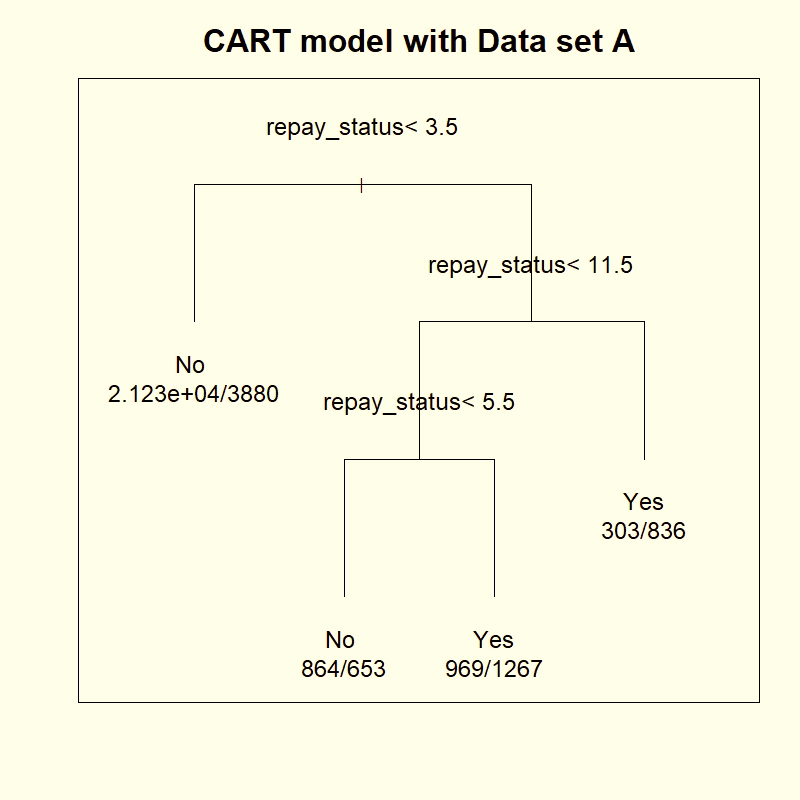 CART model with Data set A
repay_status< 3.5
repay_status< 11.5
No
2.123e+04/3880
repay_status< 5.5
Yes
303/836
No
864/653
Yes
969/1267